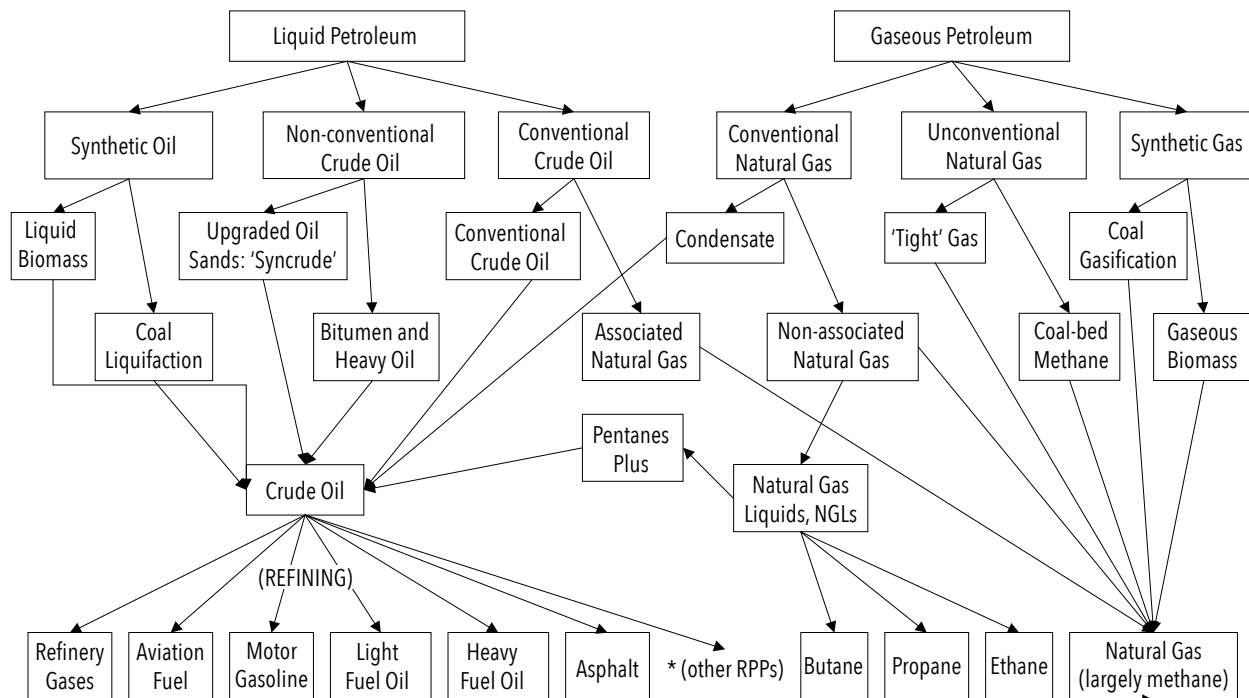 Liquid Petroleum
Gaseous Petroleum
Synthetic Oil
Non-conventional
Crude Oil
Conventional
Crude Oil
Conventional
Natural Gas
Unconventional
Natural Gas
Synthetic Gas
Liquid
Biomass
Upgraded Oil
Sands: ‘Syncrude’
Conventional
Crude Oil
Condensate
‘Tight’ Gas
Coal
Gasification
Coal
Liquifaction
Bitumen and
Heavy Oil
Associated
Natural Gas
Non-associated
Natural Gas
Coal-bed
Methane
Gaseous
Biomass
Pentanes
Plus
Crude Oil
Natural Gas
Liquids, NGLs
(REFINING)
Refinery
Gases
Aviation
Fuel
Motor
Gasoline
Light
Fuel Oil
Heavy
Fuel Oil
Asphalt
* (other RPPs)
Butane
Propane
Ethane
Natural Gas
(largely methane)